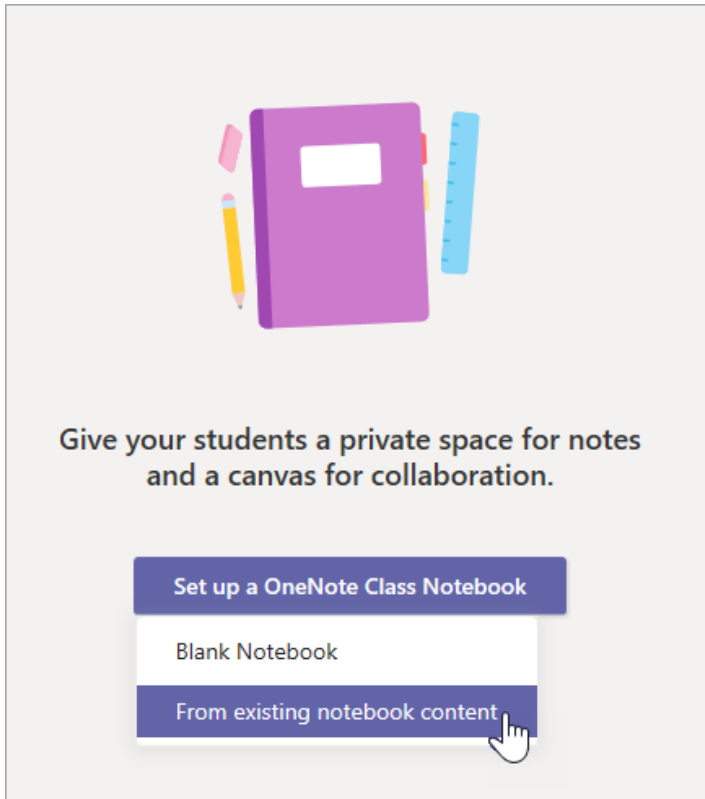 Give your students a private space for notes
and a canvas for collaboration.
Set up a OneNote Class Notebook
Blank Notebook
From existing notebook content